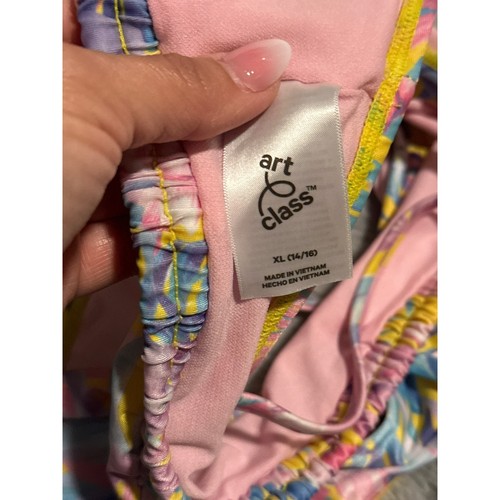 art
class™
XL (14/16)
MADE IN VIETNAM
HECHO EN VIETNAM